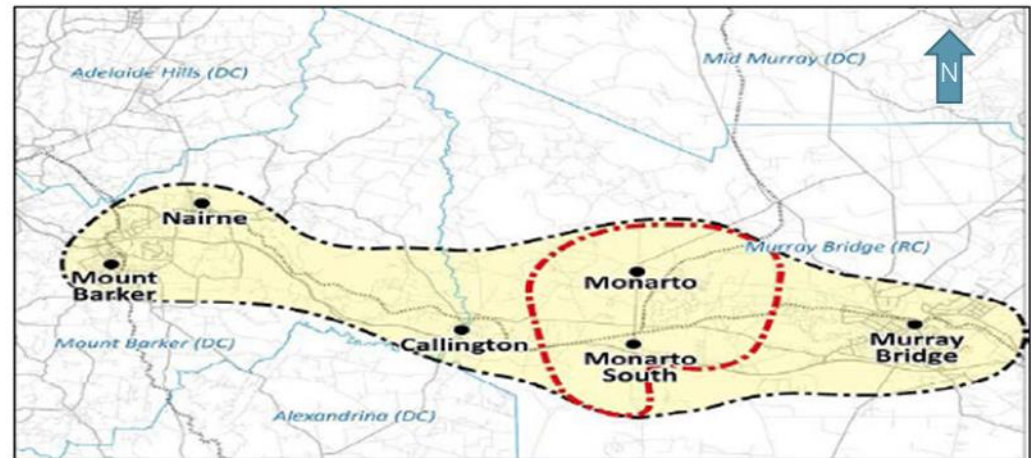 Adelaide Hills (DC)
Mid Murray (DC)
N
Nairne
Murray Bridge (RC)
Mount
Barker
Monarto
Callington
Murray
Bridge
Mount Barker (DC)
Monarto
South
Alexandrina (DC)